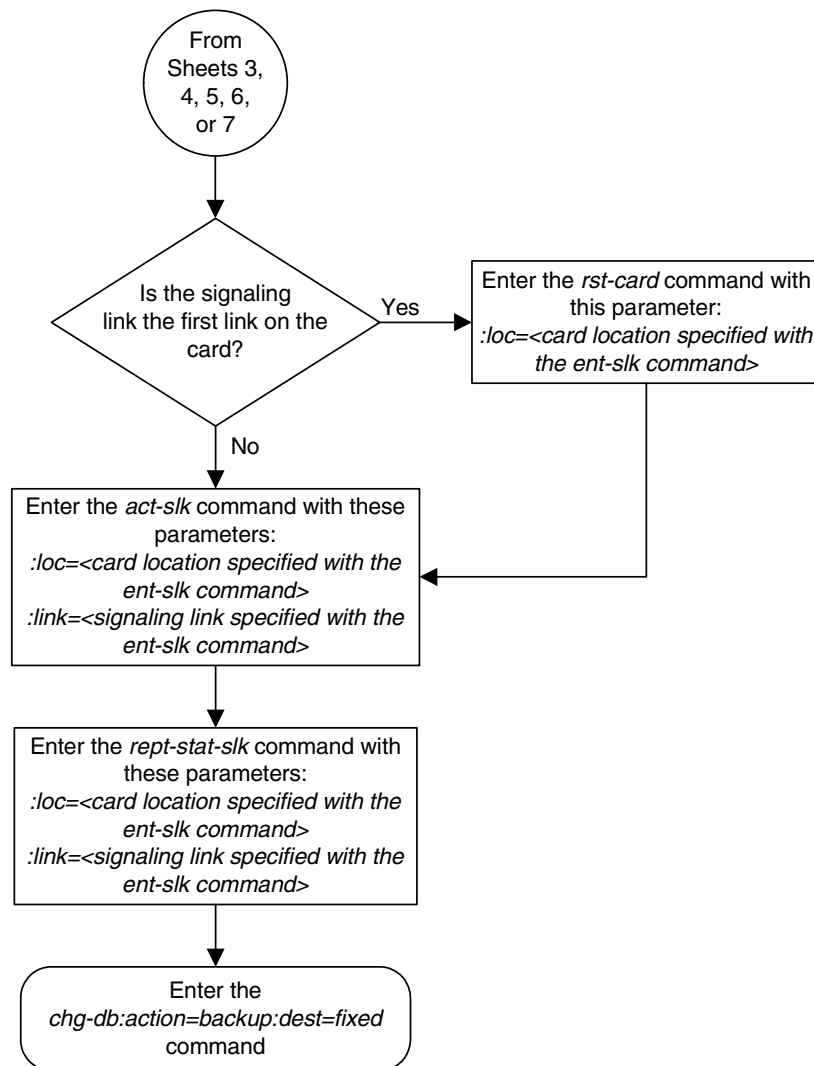 From
Sheets 3,
4, 5, 6,
or 7
Is the signaling
link the first link on the
card?
Yes
Enter the rst-card command with
this parameter:
:loc=<card location specified with
the ent-slk command>
No
Enter the act-slk command with these
parameters:
:loc=<card location specified with the
ent-slk command>
:link=<signaling link specified with the
ent-slk command>
Enter the rept-stat-slk command with
these parameters:
:loc=<card location specified with the
ent-slk command>
:link=<signaling link specified with the
ent-slk command>
Enter the
chg-db:action=backup:dest=fixed
command